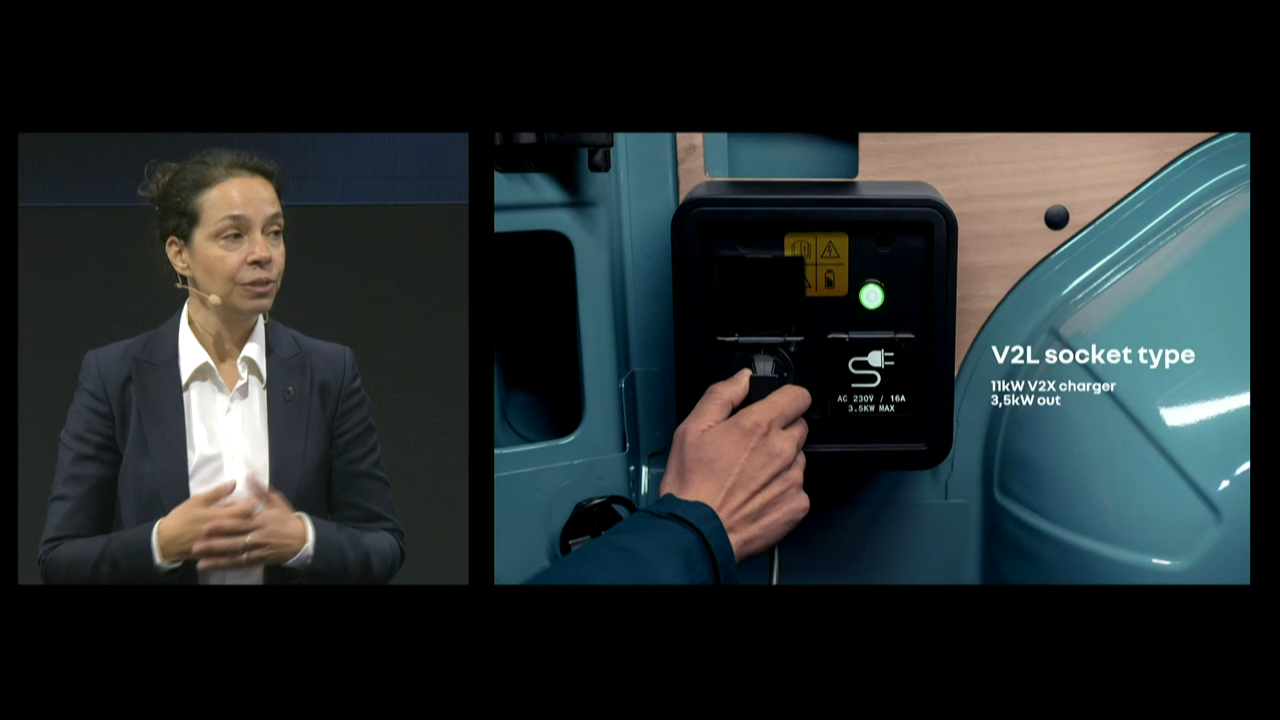 AC 230V / 16A
3.5KW MAX
V2L socket type
11kW V2X charger
3,5kW out